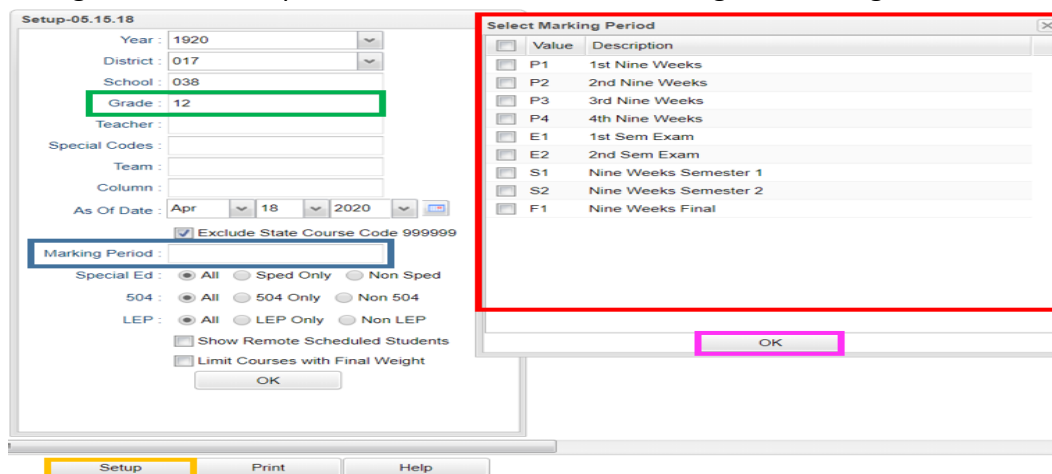 Setup-05.15.18
Year : 1920
District : 017
School : 038
Grade : 12
Teacher :
Special Codes :
Team :
Column :
As Of Date : Apr 18 2020
Exclude State Course Code 999999
Marking Period :
Special Ed : All Sped Only Non Sped
504 : All 504 Only Non 504
LEP : All LEP Only Non LEP
Show Remote Scheduled Students
Limit Courses with Final Weight
OK
Select Marking Period
Value Description
P1 1st Nine Weeks
P2 2nd Nine Weeks
P3 3rd Nine Weeks
P4 4th Nine Weeks
E1 1st Sem Exam
E2 2nd Sem Exam
S1 Nine Weeks Semester 1
S2 Nine Weeks Semester 2
F1 Nine Weeks Final
OK
Setup Print Help